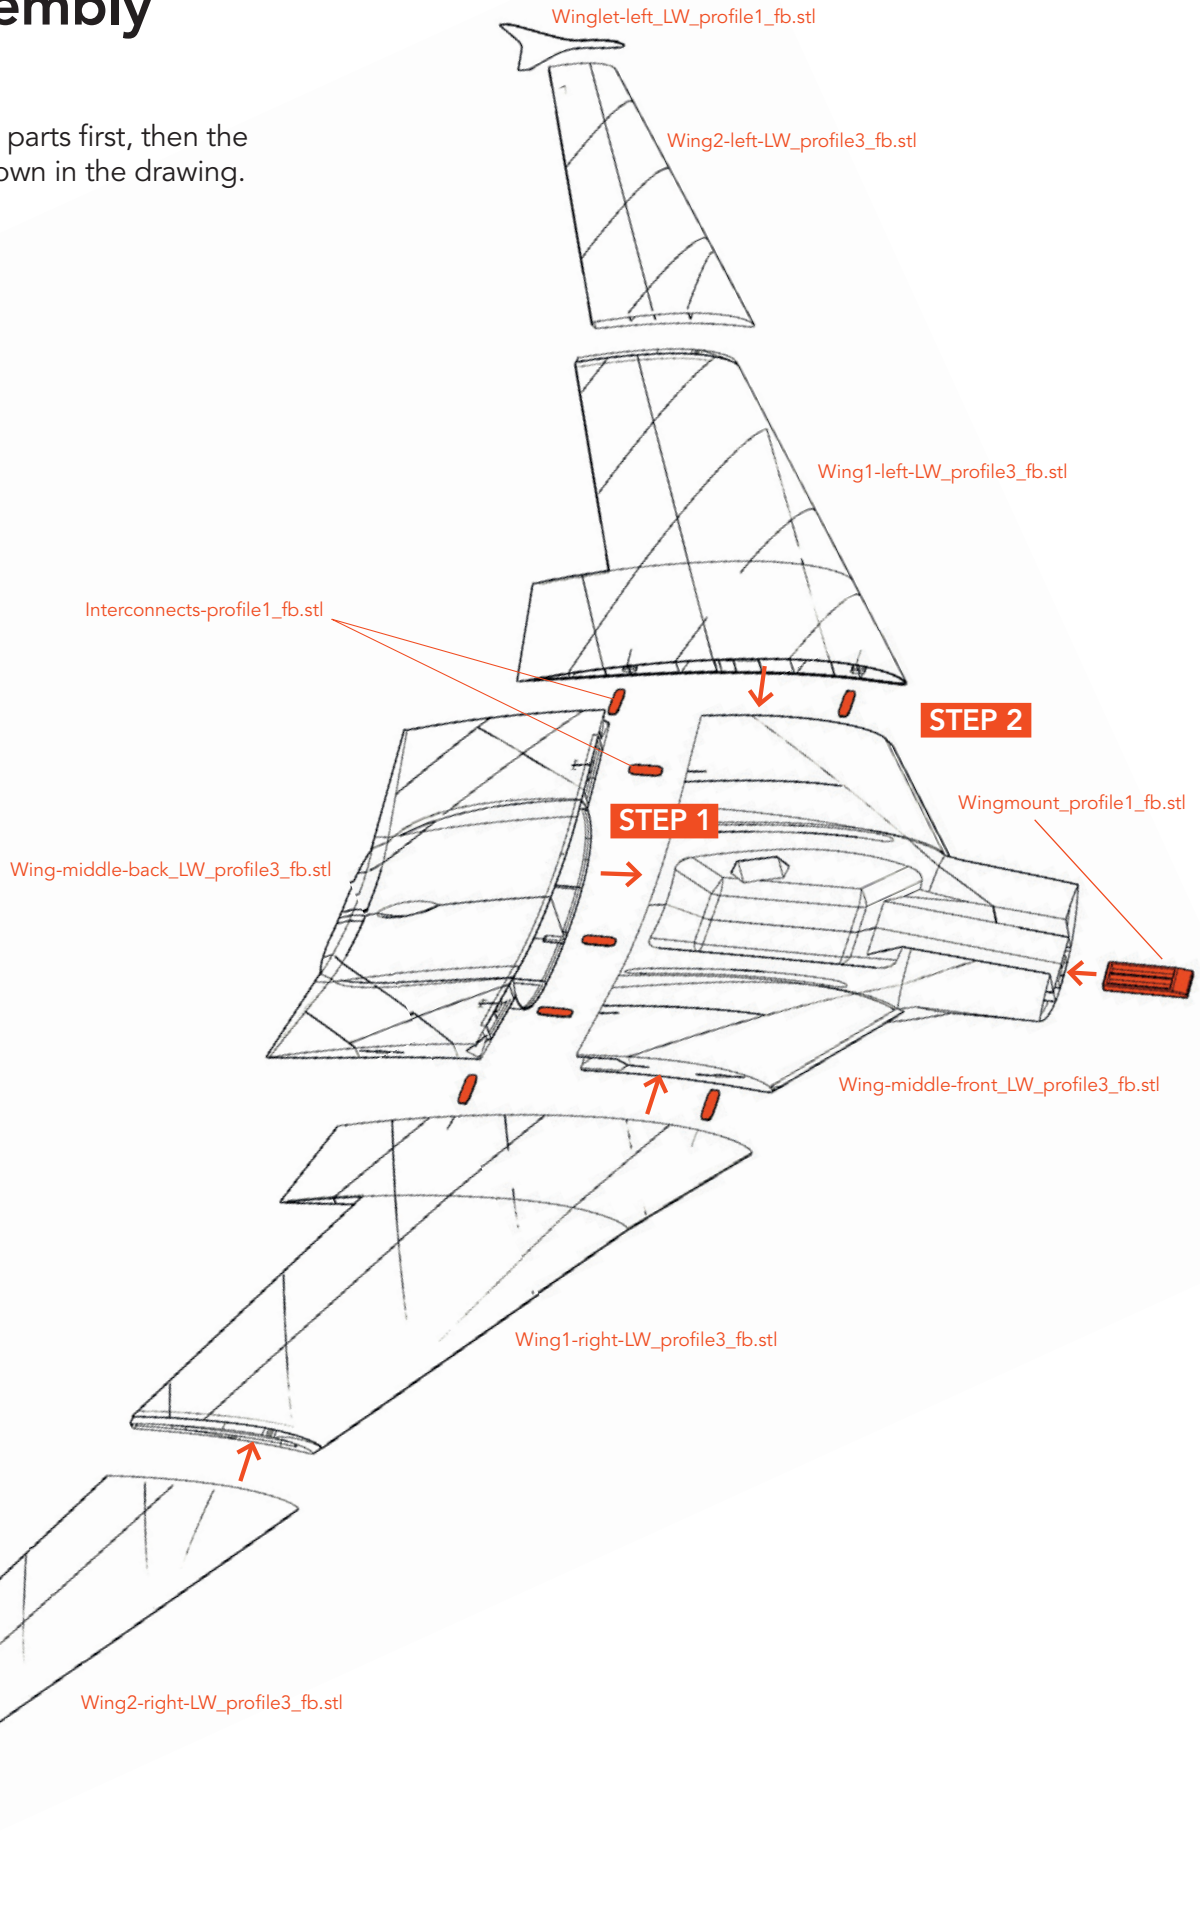 Winglet-left_LW_profile1_fb.stl
parts first, then the
in the drawing.
Wing2-left-LW_profile3_fb.stl
Wing1-left-LW_profile3_fb.stl
Interconnects-profile1_fb.stl
STEP 2
STEP 1
Wingmount_profile1_fb.stl
Wing-middle-back_LW_profile3_fb.stl
Wing-middle-front_LW_profile3_fb.stl
Wing1-right-LW_profile3_fb.stl
Wing2-right-LW_profile3_fb.stl